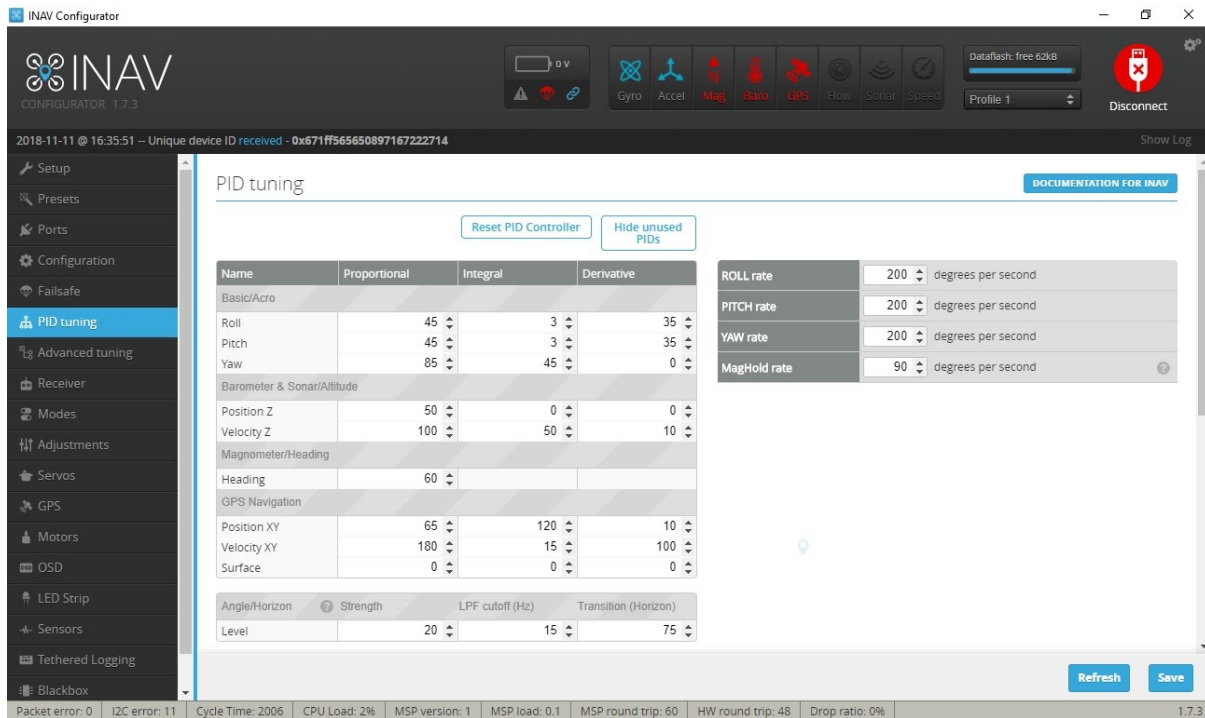 INAV Configurator
INAV
CONFIGURATOR 1.7.3
0 V
Gyro Accel Mag Baro GPS Flow Sonar Speed
Dataflash: free 62kB
Profile 1
Disconnect
2018-11-11 @ 16:35:51 -- Unique device ID received - 0x671ff565650897167222714
Show Log
Setup
Presets
Ports
Configuration
Failsafe
PID tuning
Advanced tuning
Receiver
Modes
Adjustments
Servos
GPS
Motors
OSD
LED Strip
Sensors
Tethered Logging
Blackbox
PID tuning
DOCUMENTATION FOR INAV
Reset PID Controller
Hide unused
PIDs
Name Proportional Integral Derivative
Basic/Acro
Roll 45 3 35
Pitch 45 3 35
Yaw 85 45 0
Barometer & Sonar/Altitude
Position Z 50 0 0
Velocity Z 100 50 10
Magnometer/Heading
Heading 60
GPS Navigation
Position XY 65 120 10
Velocity XY 180 15 100
Surface 0 0 0
Angle/Horizon ? Strength LPF cutoff (Hz) Transition (Horizon)
Level 20 15 75
ROLL rate 200 degrees per second
PITCH rate 200 degrees per second
YAW rate 200 degrees per second
MagHold rate 90 degrees per second ?
Refresh Save
Packet error: 0 I2C error: 11 Cycle Time: 2006 CPU Load: 2% MSP version: 1 MSP load: 0.1 MSP round trip: 60 HW round trip: 48 Drop ratio: 0% 1.7.3